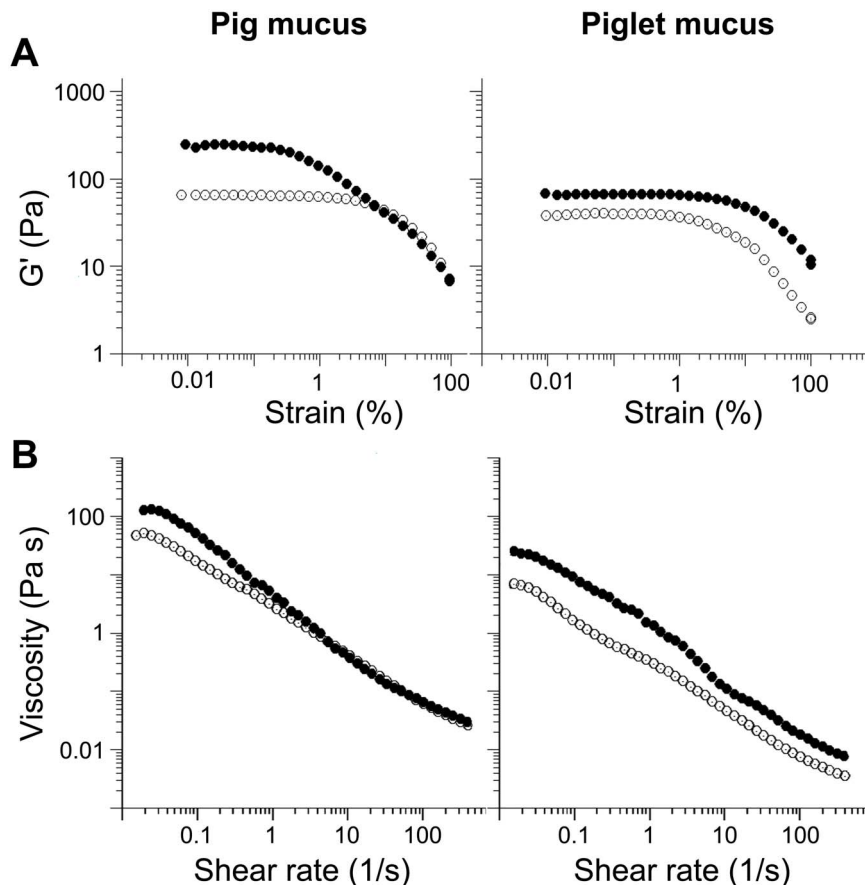 Pig mucus Piglet mucus
A
1000
100
10
1
G' (Pa)
0.01 1 100
Strain (%)
0.01 1 100
Strain (%)
B
100
1
0.01
Viscosity (Pa s)
0.1 1 10 100
Shear rate (1/s)
0.1 1 10 100
Shear rate (1/s)